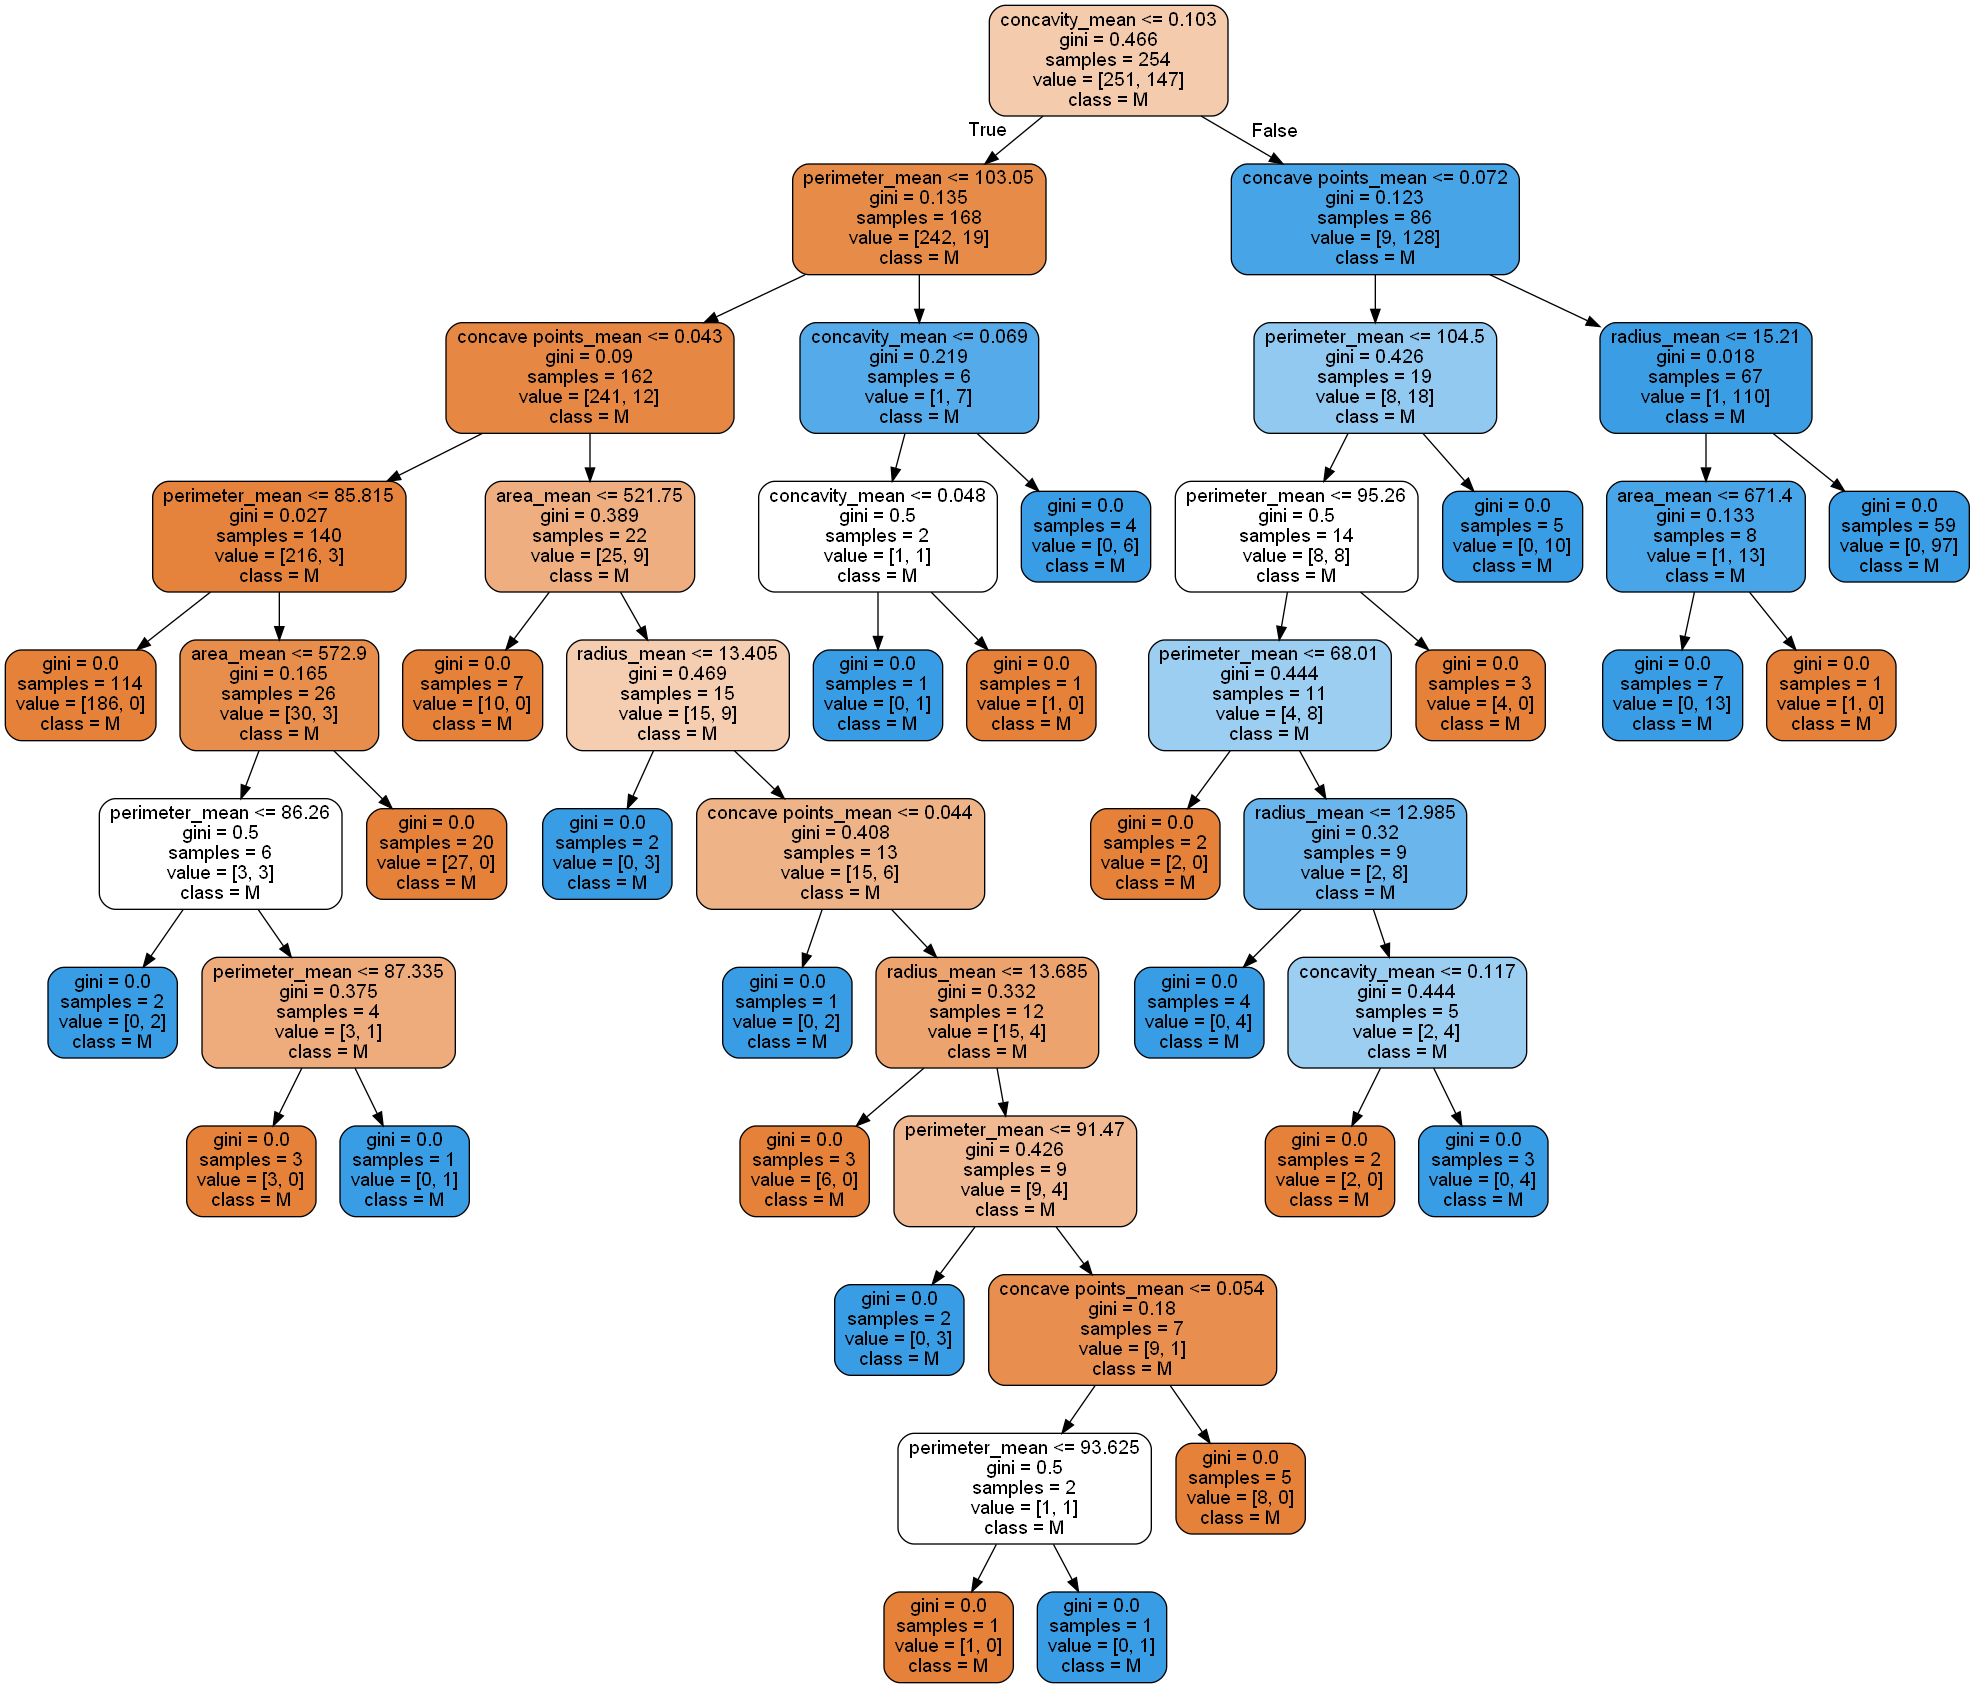 concavity_mean <= 0.103
gini = 0.466
samples = 254
value = [251, 147]
class = M
True
False
perimeter_mean <= 103.05
gini = 0.135
samples = 168
value = [242, 19]
class = M
concave points_mean <= 0.072
gini = 0.123
samples = 86
value = [9, 128]
class = M
concave points_mean <= 0.043
gini = 0.09
samples = 162
value = [241, 12]
class = M
concavity_mean <= 0.069
gini = 0.219
samples = 6
value = [1, 7]
class = M
perimeter_mean <= 104.5
gini = 0.426
samples = 19
value = [8, 18]
class = M
radius_mean <= 15.21
gini = 0.018
samples = 67
value = [1, 110]
class = M
perimeter_mean <= 85.815
gini = 0.027
samples = 140
value = [216, 3]
class = M
area_mean <= 521.75
gini = 0.389
samples = 22
value = [25, 9]
class = M
concavity_mean <= 0.048
gini = 0.5
samples = 2
value = [1, 1]
class = M
gini = 0.0
samples = 4
value = [0, 6]
class = M
perimeter_mean <= 95.26
gini = 0.5
samples = 14
value = [8, 8]
class = M
gini = 0.0
samples = 5
value = [0, 10]
class = M
area_mean <= 671.4
gini = 0.133
samples = 8
value = [1, 13]
class = M
gini = 0.0
samples = 59
value = [0, 97]
class = M
gini = 0.0
samples = 114
value = [186, 0]
class = M
area_mean <= 572.9
gini = 0.165
samples = 26
value = [30, 3]
class = M
gini = 0.0
samples = 7
value = [10, 0]
class = M
radius_mean <= 13.405
gini = 0.469
samples = 15
value = [15, 9]
class = M
gini = 0.0
samples = 1
value = [0, 1]
class = M
gini = 0.0
samples = 1
value = [1, 0]
class = M
perimeter_mean <= 68.01
gini = 0.444
samples = 11
value = [4, 8]
class = M
gini = 0.0
samples = 3
value = [4, 0]
class = M
gini = 0.0
samples = 7
value = [0, 13]
class = M
gini = 0.0
samples = 1
value = [1, 0]
class = M
perimeter_mean <= 86.26
gini = 0.5
samples = 6
value = [3, 3]
class = M
gini = 0.0
samples = 20
value = [27, 0]
class = M
gini = 0.0
samples = 2
value = [0, 3]
class = M
concave points_mean <= 0.044
gini = 0.408
samples = 13
value = [15, 6]
class = M
gini = 0.0
samples = 2
value = [2, 0]
class = M
radius_mean <= 12.985
gini = 0.32
samples = 9
value = [2, 8]
class = M
gini = 0.0
samples = 2
value = [0, 2]
class = M
perimeter_mean <= 87.335
gini = 0.375
samples = 4
value = [3, 1]
class = M
gini = 0.0
samples = 1
value = [0, 2]
class = M
radius_mean <= 13.685
gini = 0.332
samples = 12
value = [15, 4]
class = M
gini = 0.0
samples = 4
value = [0, 4]
class = M
concavity_mean <= 0.117
gini = 0.444
samples = 5
value = [2, 4]
class = M
gini = 0.0
samples = 3
value = [3, 0]
class = M
gini = 0.0
samples = 1
value = [0, 1]
class = M
gini = 0.0
samples = 3
value = [6, 0]
class = M
perimeter_mean <= 91.47
gini = 0.426
samples = 9
value = [9, 4]
class = M
gini = 0.0
samples = 2
value = [2, 0]
class = M
gini = 0.0
samples = 3
value = [0, 4]
class = M
gini = 0.0
samples = 2
value = [0, 3]
class = M
concave points_mean <= 0.054
gini = 0.18
samples = 7
value = [9, 1]
class = M
perimeter_mean <= 93.625
gini = 0.5
samples = 2
value = [1, 1]
class = M
gini = 0.0
samples = 5
value = [8, 0]
class = M
gini = 0.0
samples = 1
value = [1, 0]
class = M
gini = 0.0
samples = 1
value = [0, 1]
class = M